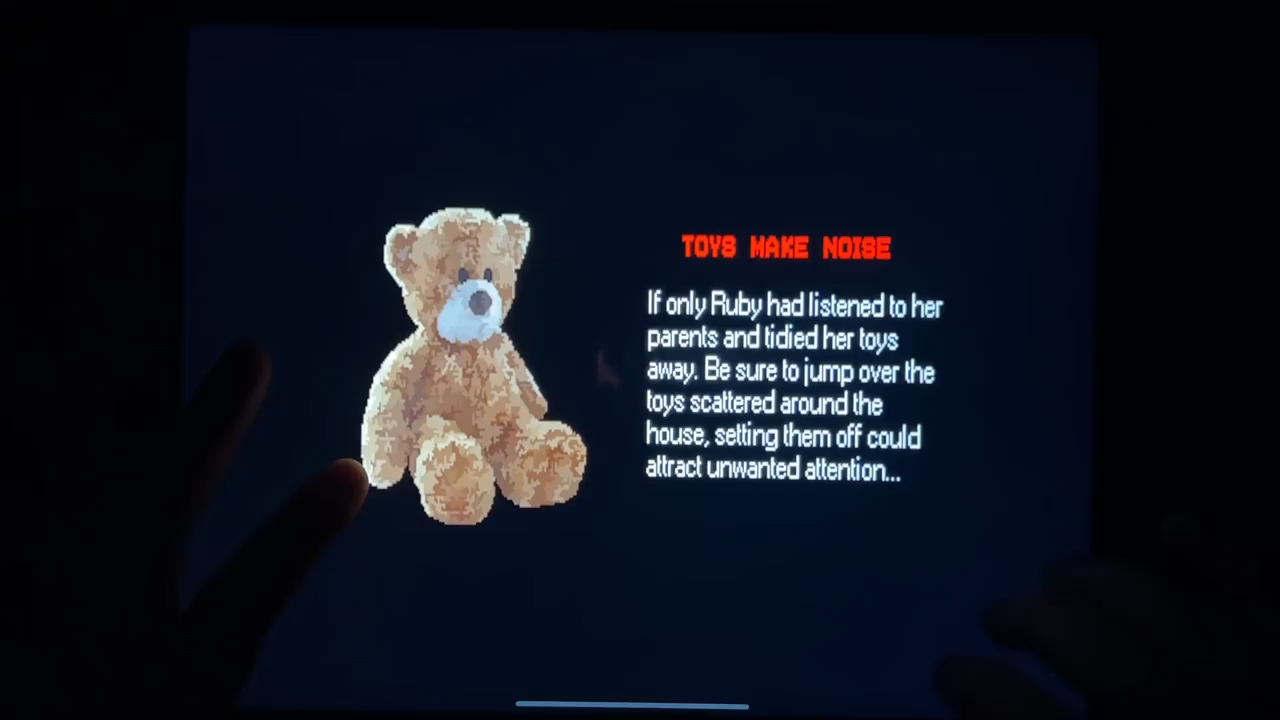 TOYS MAKE NOISE
If only Ruby had listened to her
parents and tidied her toys
away. Be sure to jump over the
toys scattered around the
house, setting them off could
attract unwanted attention...